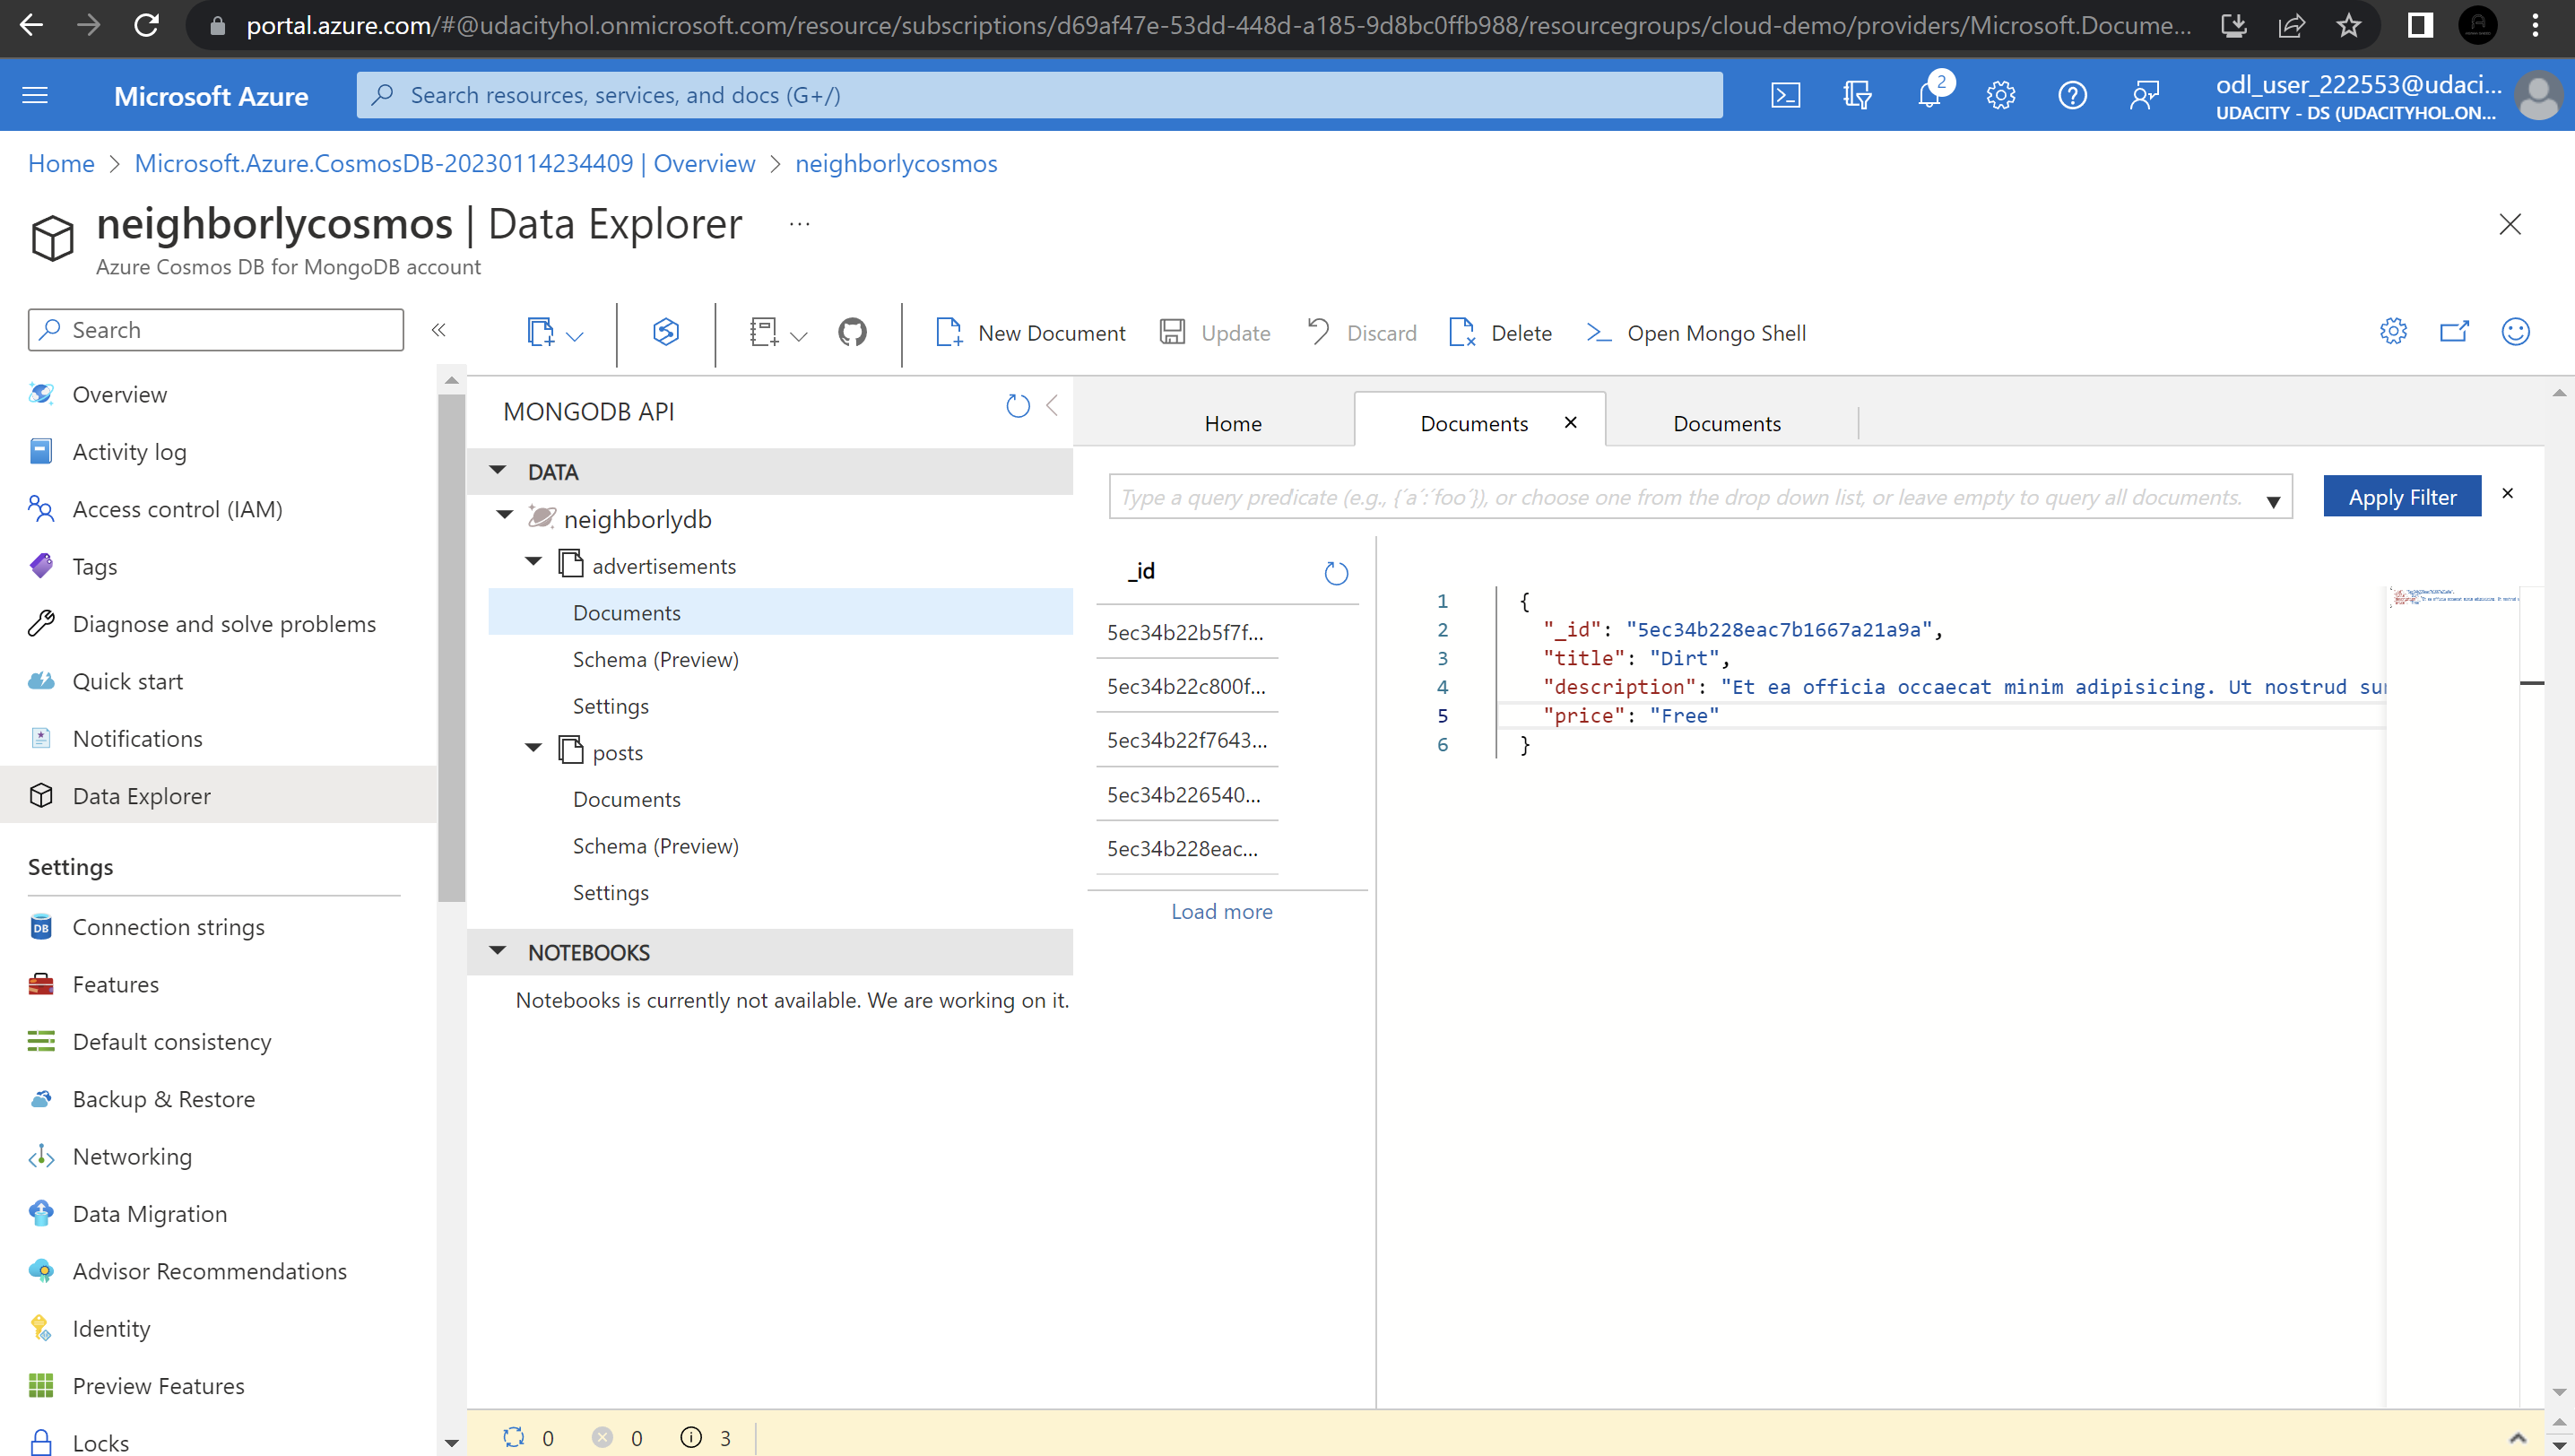 portal.azure.com/#@udacityhol.onmicrosoft.com/resource/subscriptions/d69af47e-53dd-448d-a185-9d8bc0ffb988/resourcegroups/cloud-demo/providers/Microsoft.Docume...
Microsoft Azure
Search resources, services, and docs (G+/)
2
odl_user_222553@udaci...
UDACITY - DS (UDACITYHOL.ON...
Home > Microsoft.Azure.CosmosDB-20230114234409 | Overview > neighborlycosmos
neighborlycosmos | Data Explorer ...
Azure Cosmos DB for MongoDB account
Search
New Document
Update
Discard
Delete
Open Mongo Shell
Overview
Activity log
Access control (IAM)
Tags
Diagnose and solve problems
Quick start
Notifications
Data Explorer
Settings
Connection strings
Features
Default consistency
Backup & Restore
Networking
Data Migration
Advisor Recommendations
Identity
Preview Features
Locks
MONGODB API
DATA
neighborlydb
advertisements
Documents
Schema (Preview)
Settings
posts
Documents
Schema (Preview)
Settings
NOTEBOOKS
Notebooks is currently not available. We are working on it.
Home
Documents
Documents
Type a query predicate (e.g., {´a´:´foo´}), or choose one from the drop down list, or leave empty to query all documents.
Apply Filter
_id
5ec34b22b5f7f...
5ec34b22c800f...
5ec34b22f7643...
5ec34b226540...
5ec34b228eac...
Load more
1 {
2 "_id": "5ec34b228eac7b1667a21a9a",
3 "title": "Dirt",
4 "description": "Et ea officia occaecat minim adipisicing. Ut nostrud su
5 "price": "Free"
6 }
0 0 3